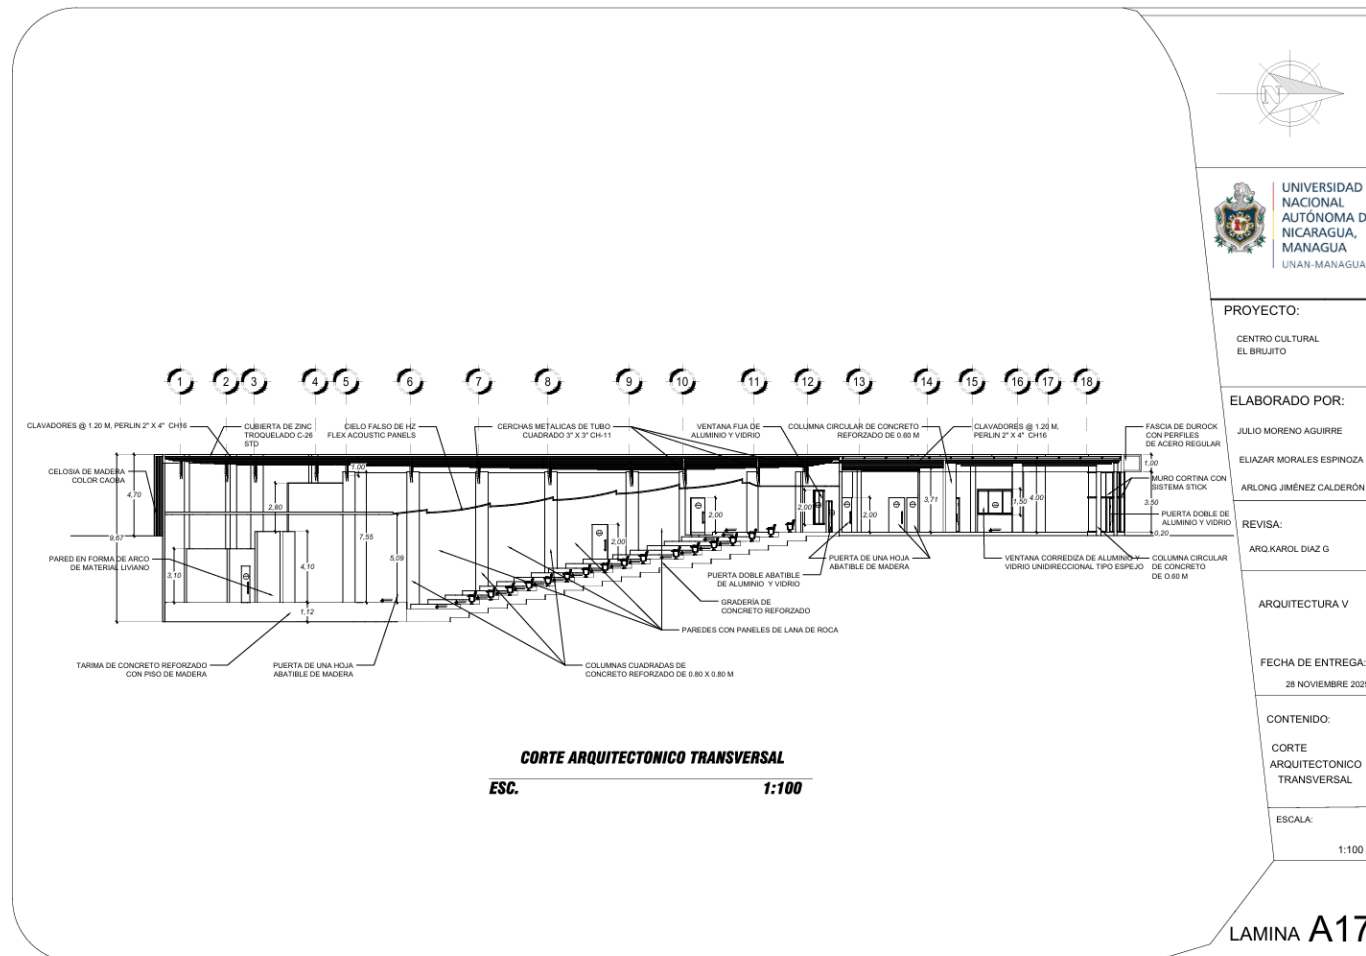 N
UNIVERSIDAD
NACIONAL
AUTÓNOMA D
NICARAGUA,
MANAGUA
UNAN-MANAGUA
PROYECTO:
CENTRO CULTURAL
EL BRUJITO
ELABORADO POR:
JULIO MORENO AGUIRRE
ELIAZAR MORALES ESPINOZA
ARLONG JIMÉNEZ CALDERÓN
REVISA:
ARQ.KAROL DIAZ G
ARQUITECTURA V
FECHA DE ENTREGA:
28 NOVIEMBRE 2025
CONTENIDO:
CORTE
ARQUITECTONICO
TRANSVERSAL
ESCALA:
1:100
LAMINA A17
1 2 3 4 5 6 7 8 9 10 11 12 13 14 15 16 17 18
CLAVADORES @ 1.20 M, PERLIN 2" X 4" CH16
CUBIERTA DE ZINC
TROQUELADO C-26
STD
CIELO FALSO DE HZ
FLEX ACOUSTIC PANELS
CERCHAS METALICAS DE TUBO
CUADRADO 3" X 3" CH-11
VENTANA FIJA DE
ALUMINIO Y VIDRIO
COLUMNA CIRCULAR DE CONCRETO
REFORZADO DE 0.60 M
CLAVADORES @ 1.20 M,
PERLIN 2" X 4" CH16
FASCIA DE DUROCK
CON PERFILES
DE ACERO REGULAR
CELOSIA DE MADERA
COLOR CAOBA
MURO CORTINA CON
SISTEMA STICK
PUERTA DOBLE DE
ALUMINIO Y VIDRIO
4,70
9,67
1,00
2,80
7,55
5,09
4,10
3,10
1,12
2,00
2,00
2,00
2,00
3,71
1,50
4,00
1,00
3,50
0,20
PARED EN FORMA DE ARCO
DE MATERIAL LIVIANO
PUERTA DOBLE ABATIBLE
DE ALUMINIO Y VIDRIO
PUERTA DE UNA HOJA
ABATIBLE DE MADERA
VENTANA CORREDIZA DE ALUMINIO Y
VIDRIO UNIDIRECCIONAL TIPO ESPEJO
COLUMNA CIRCULAR
DE CONCRETO
DE 0.60 M
GRADERÍA DE
CONCRETO REFORZADO
PAREDES CON PANELES DE LANA DE ROCA
TARIMA DE CONCRETO REFORZADO
CON PISO DE MADERA
PUERTA DE UNA HOJA
ABATIBLE DE MADERA
COLUMNAS CUADRADAS DE
CONCRETO REFORZADO DE 0.80 X 0.80 M
CORTE ARQUITECTONICO TRANSVERSAL
ESC. 1:100